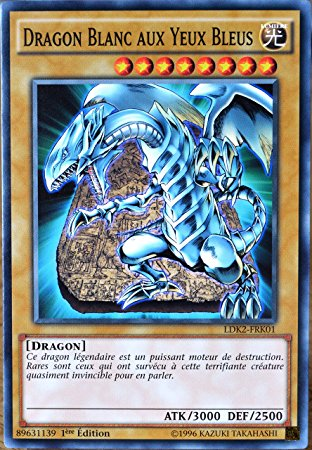 Dragon Blanc aux Yeux Bleus
LUMIÈRE
光
LDK2-FRK01
[Dragon]
Ce dragon légendaire est un puissant moteur de destruction.
Rares sont ceux qui ont survécu à cette terrifiante créature
quasiment invincible pour en parler.
ATK/3000 DEF/2500
89631139 1ère Édition ©1996 KAZUKI TAKAHASHI